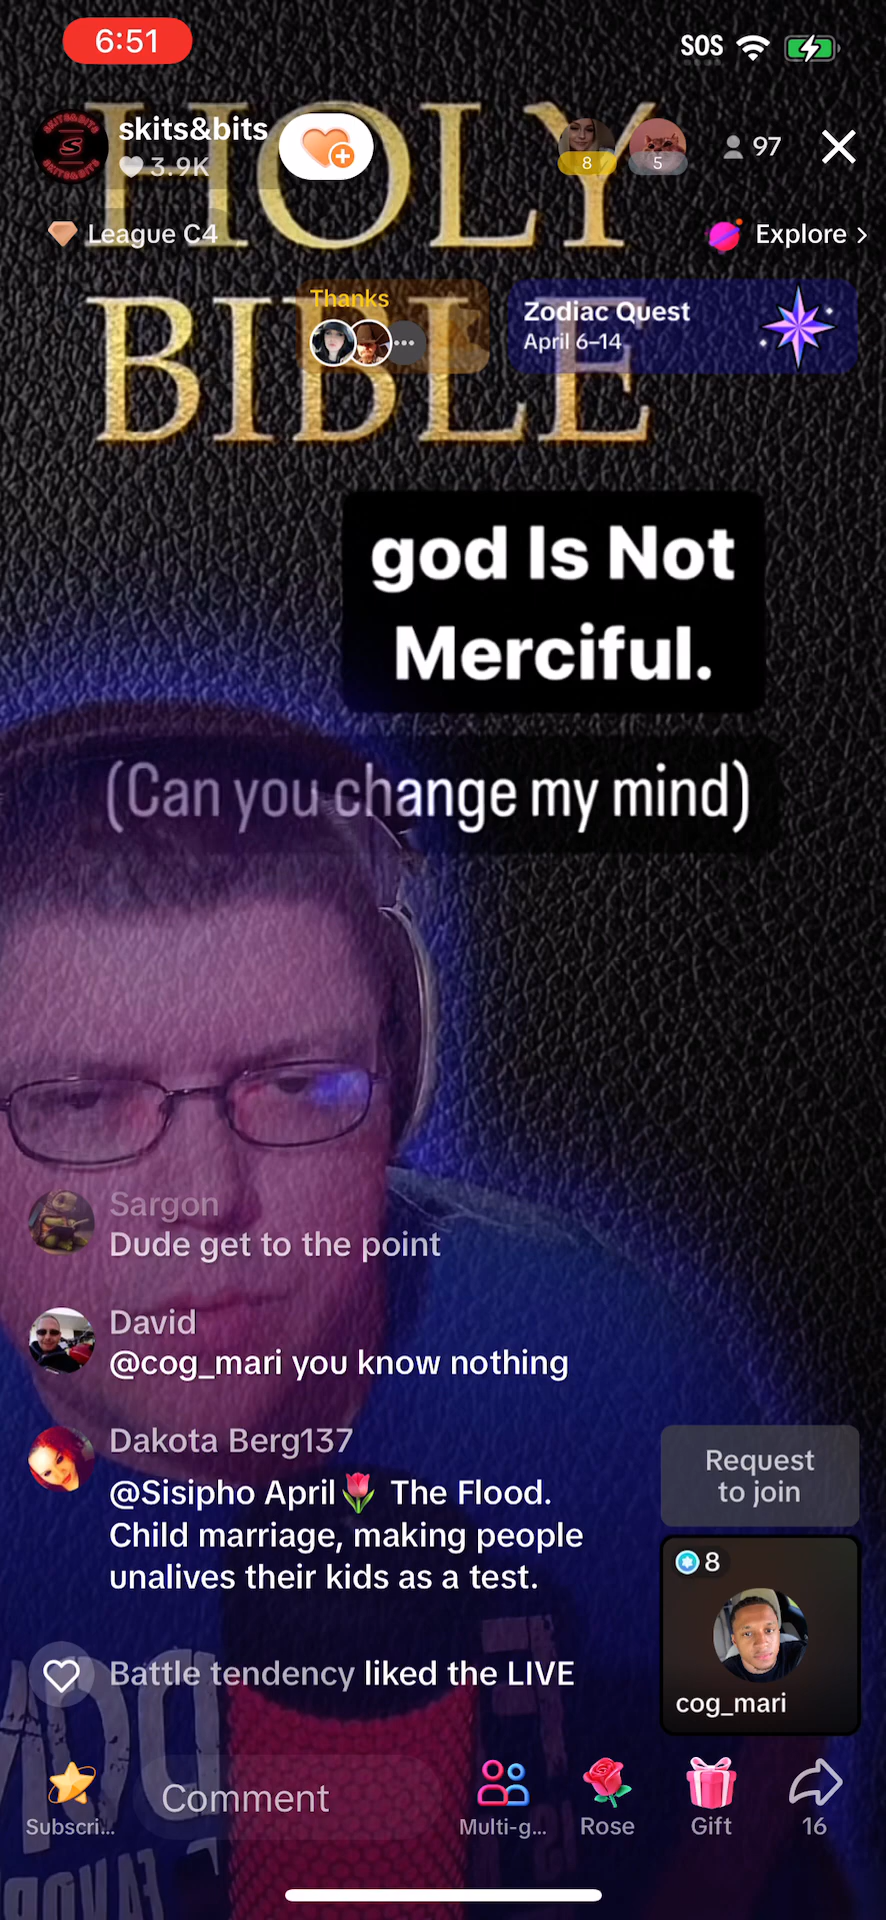 6:51
SOS
HOLY
skits&bits
3.9K
8
5
97
League C4
Explore >
BIBLE
Thanks
Zodiac Quest
April 6–14
god Is Not
Merciful.
(Can you change my mind)
Sargon
Dude get to the point
David
@cog_mari you know nothing
Dakota Berg137
@Sisipho April🌷 The Flood.
Child marriage, making people
unalives their kids as a test.
Request
to join
8
cog_mari
Battle tendency liked the LIVE
Comment
Subscri...
Multi-g...
Rose
Gift
16